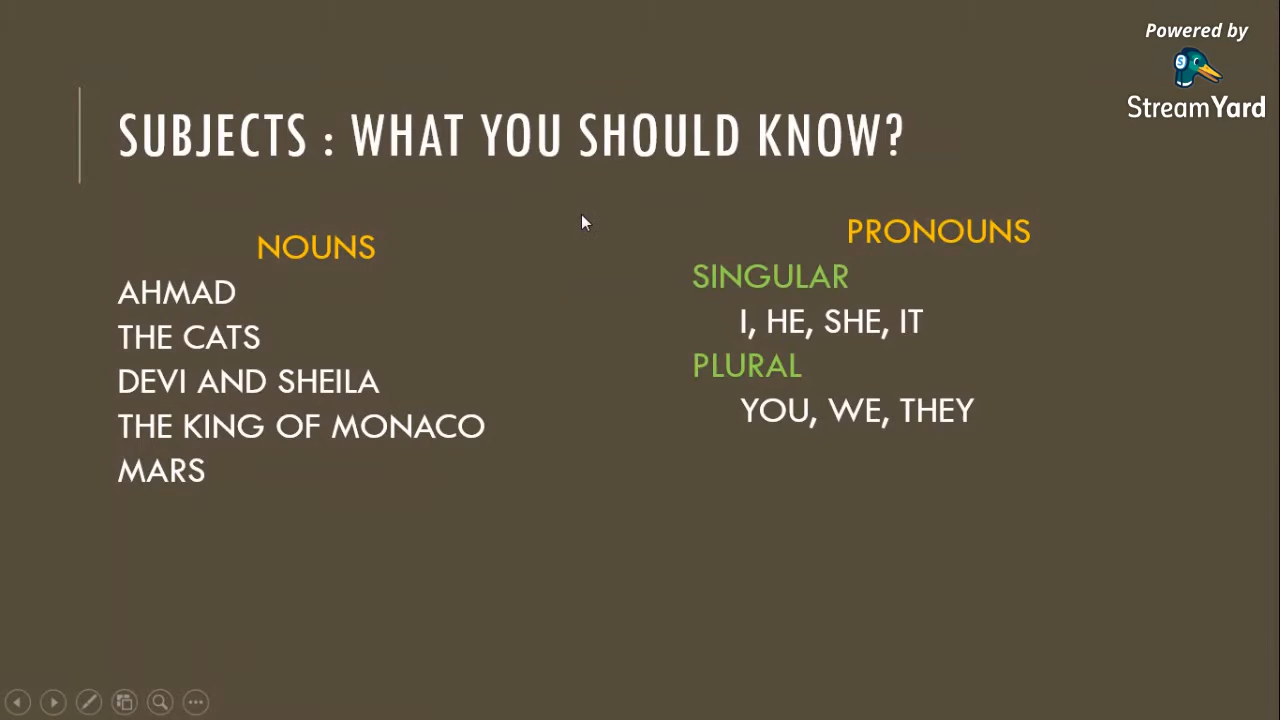 Powered by
StreamYard
SUBJECTS : WHAT YOU SHOULD KNOW?
NOUNS
AHMAD
THE CATS
DEVI AND SHEILA
THE KING OF MONACO
MARS
PRONOUNS
SINGULAR
I, HE, SHE, IT
PLURAL
YOU, WE, THEY